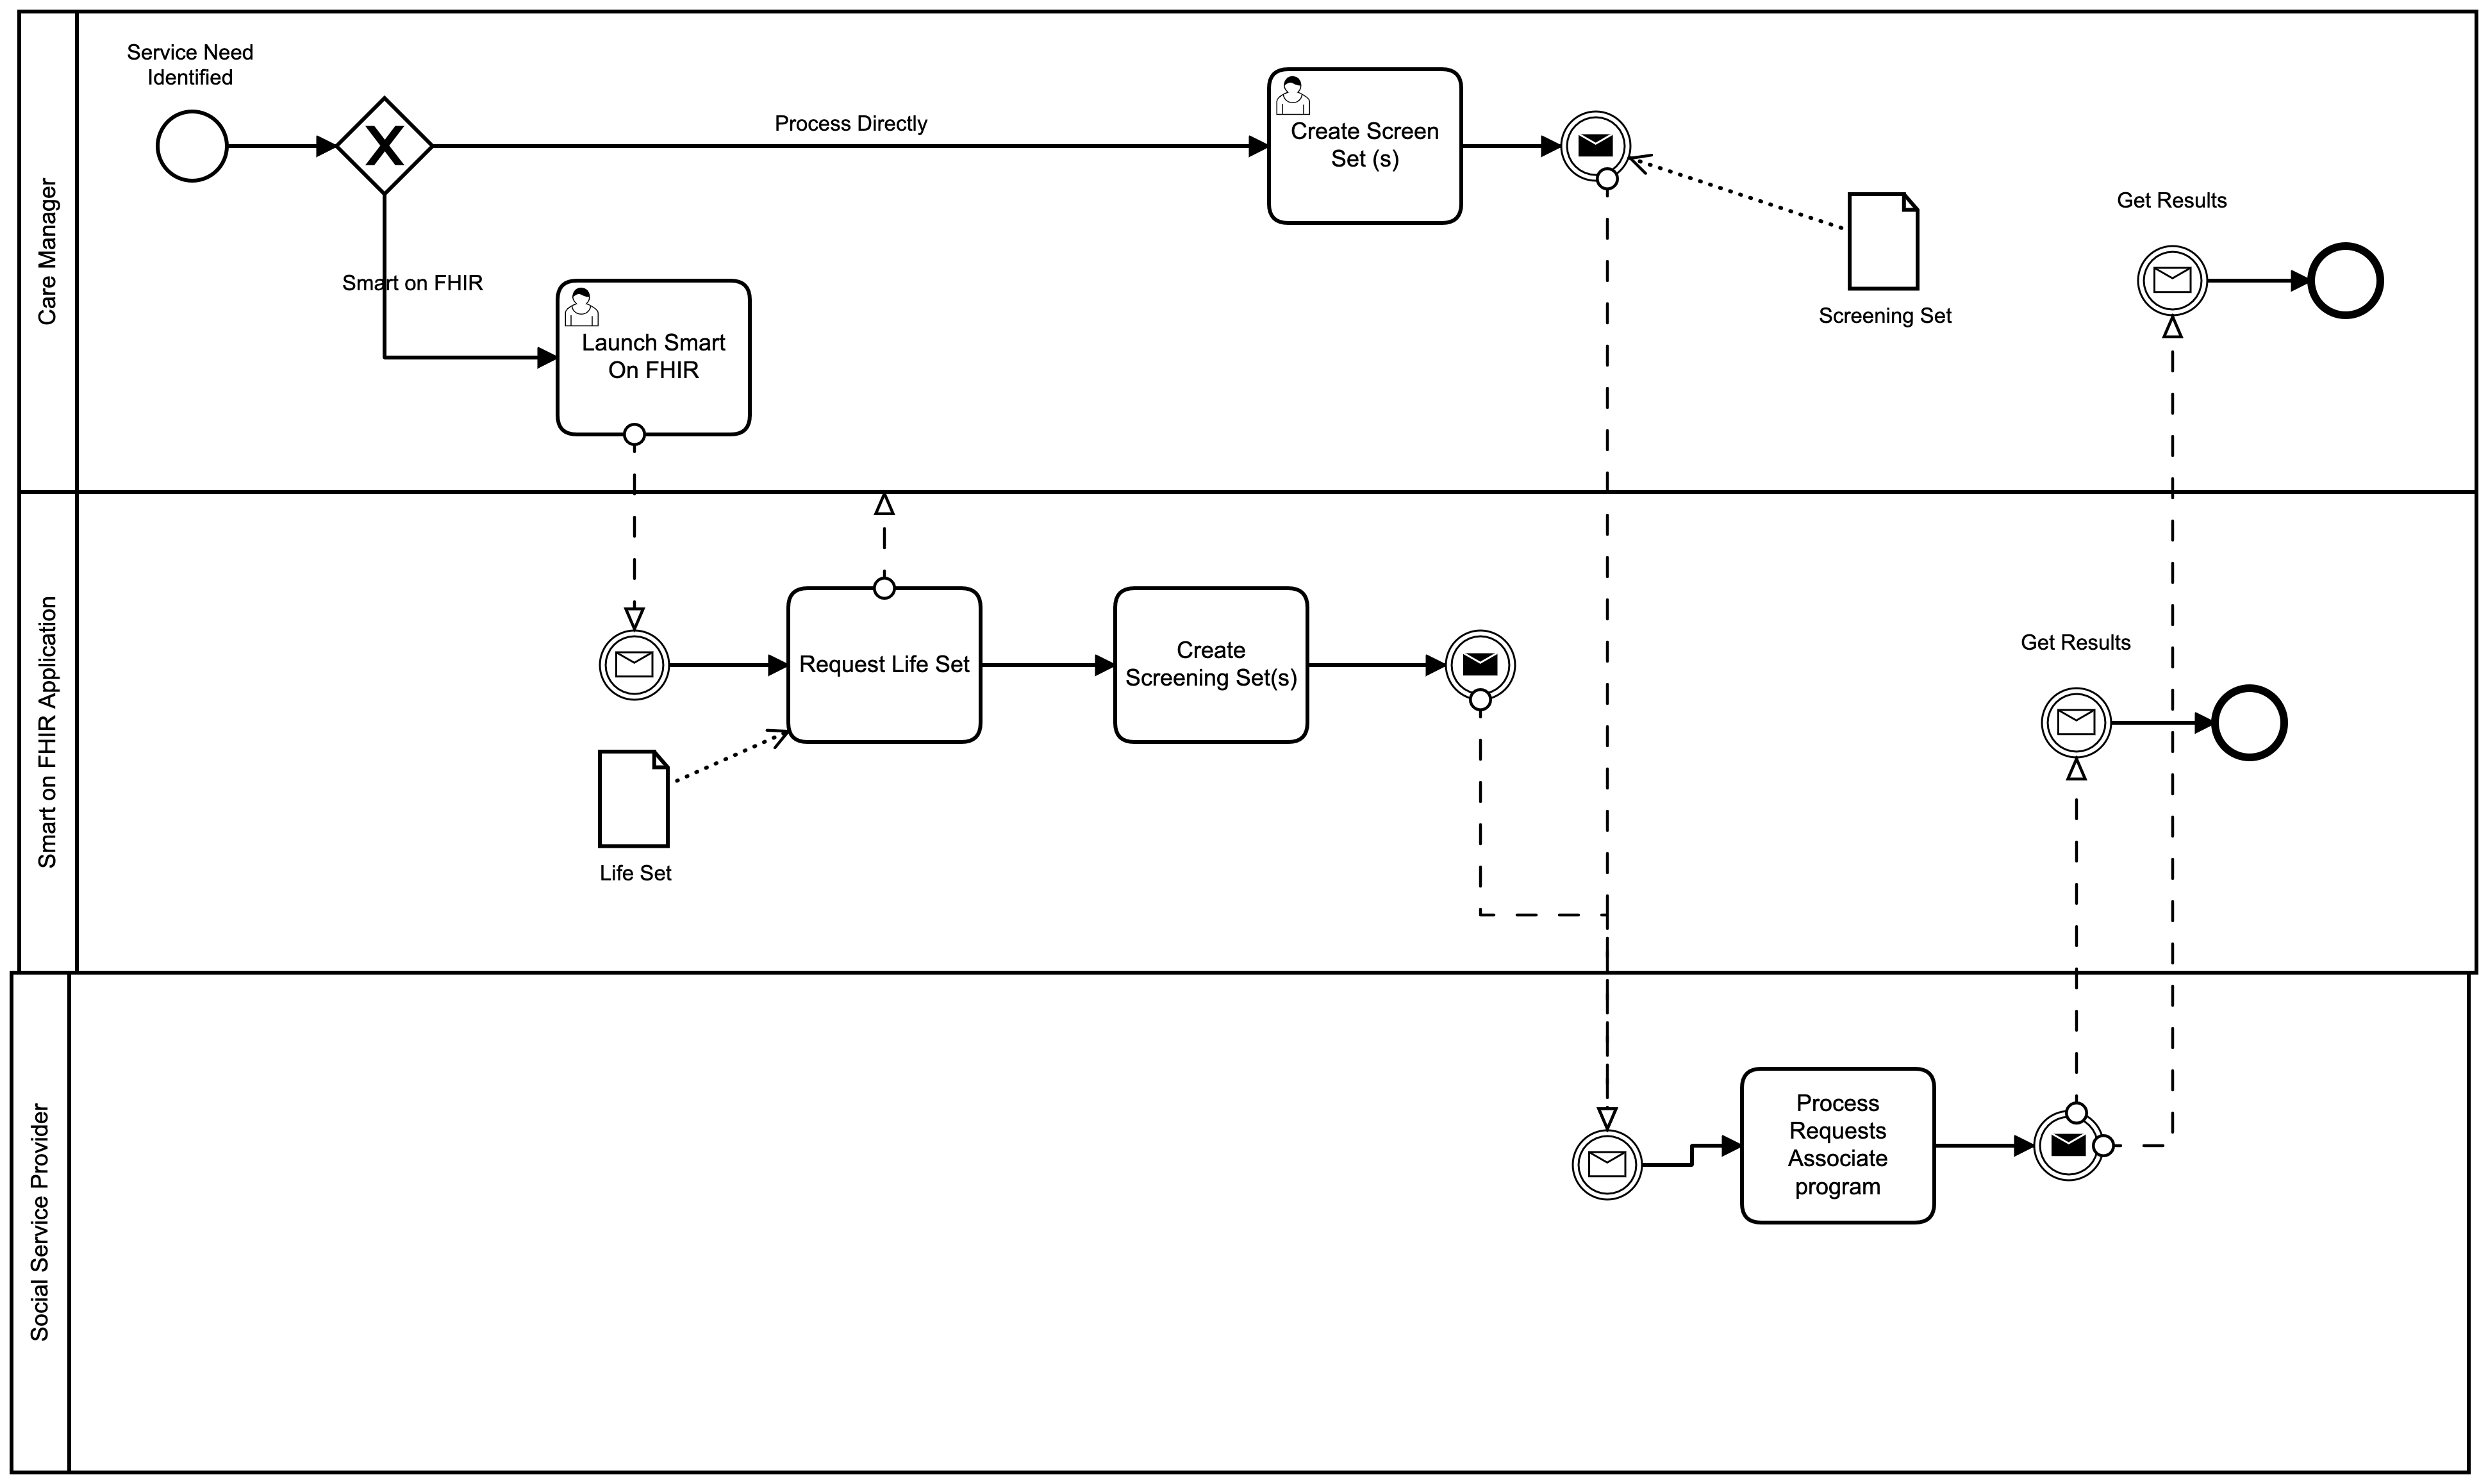 Care Manager
Service Need
Identified
Process Directly
Create Screen
Set (s)
Screening Set
Get Results
Smart on FHIR
Launch Smart
On FHIR
Smart on FHIR Application
Request Life Set
Create
Screening Set(s)
Life Set
Get Results
Social Service Provider
Process
Requests
Associate
program